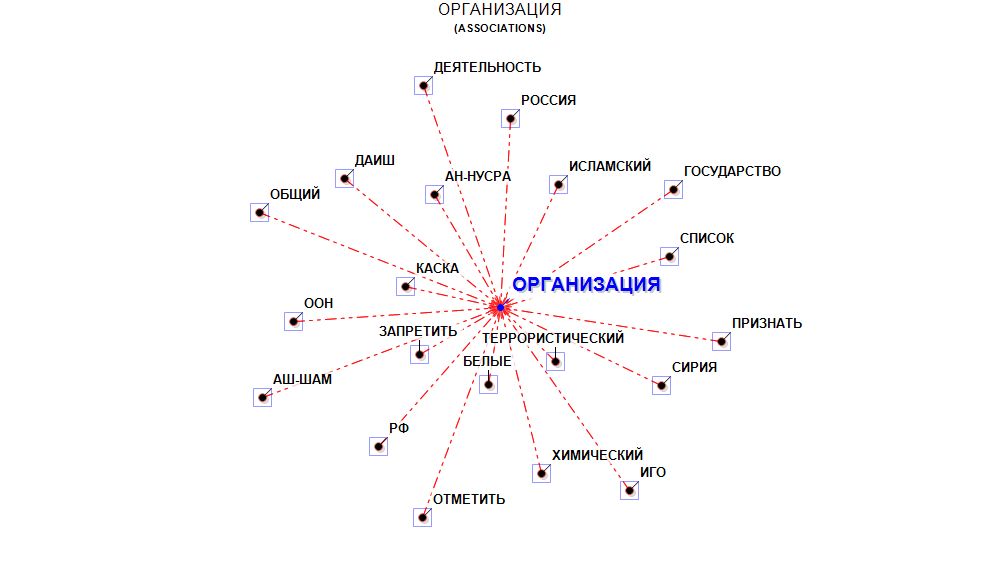 ОРГАНИЗАЦИЯ
(ASSOCIATIONS)
ДЕЯТЕЛЬНОСТЬ
РОССИЯ
ДАИШ
ИСЛАМСКИЙ
ГОСУДАРСТВО
АН-НУСРА
ОБЩИЙ
СПИСОК
КАСКА
ОРГАНИЗАЦИЯ
ООН
ПРИЗНАТЬ
ЗАПРЕТИТЬ
ТЕРРОРИСТИЧЕСКИЙ
БЕЛЫЕ
СИРИЯ
АШ-ШАМ
РФ
ХИМИЧЕСКИЙ
ИГО
ОТМЕТИТЬ